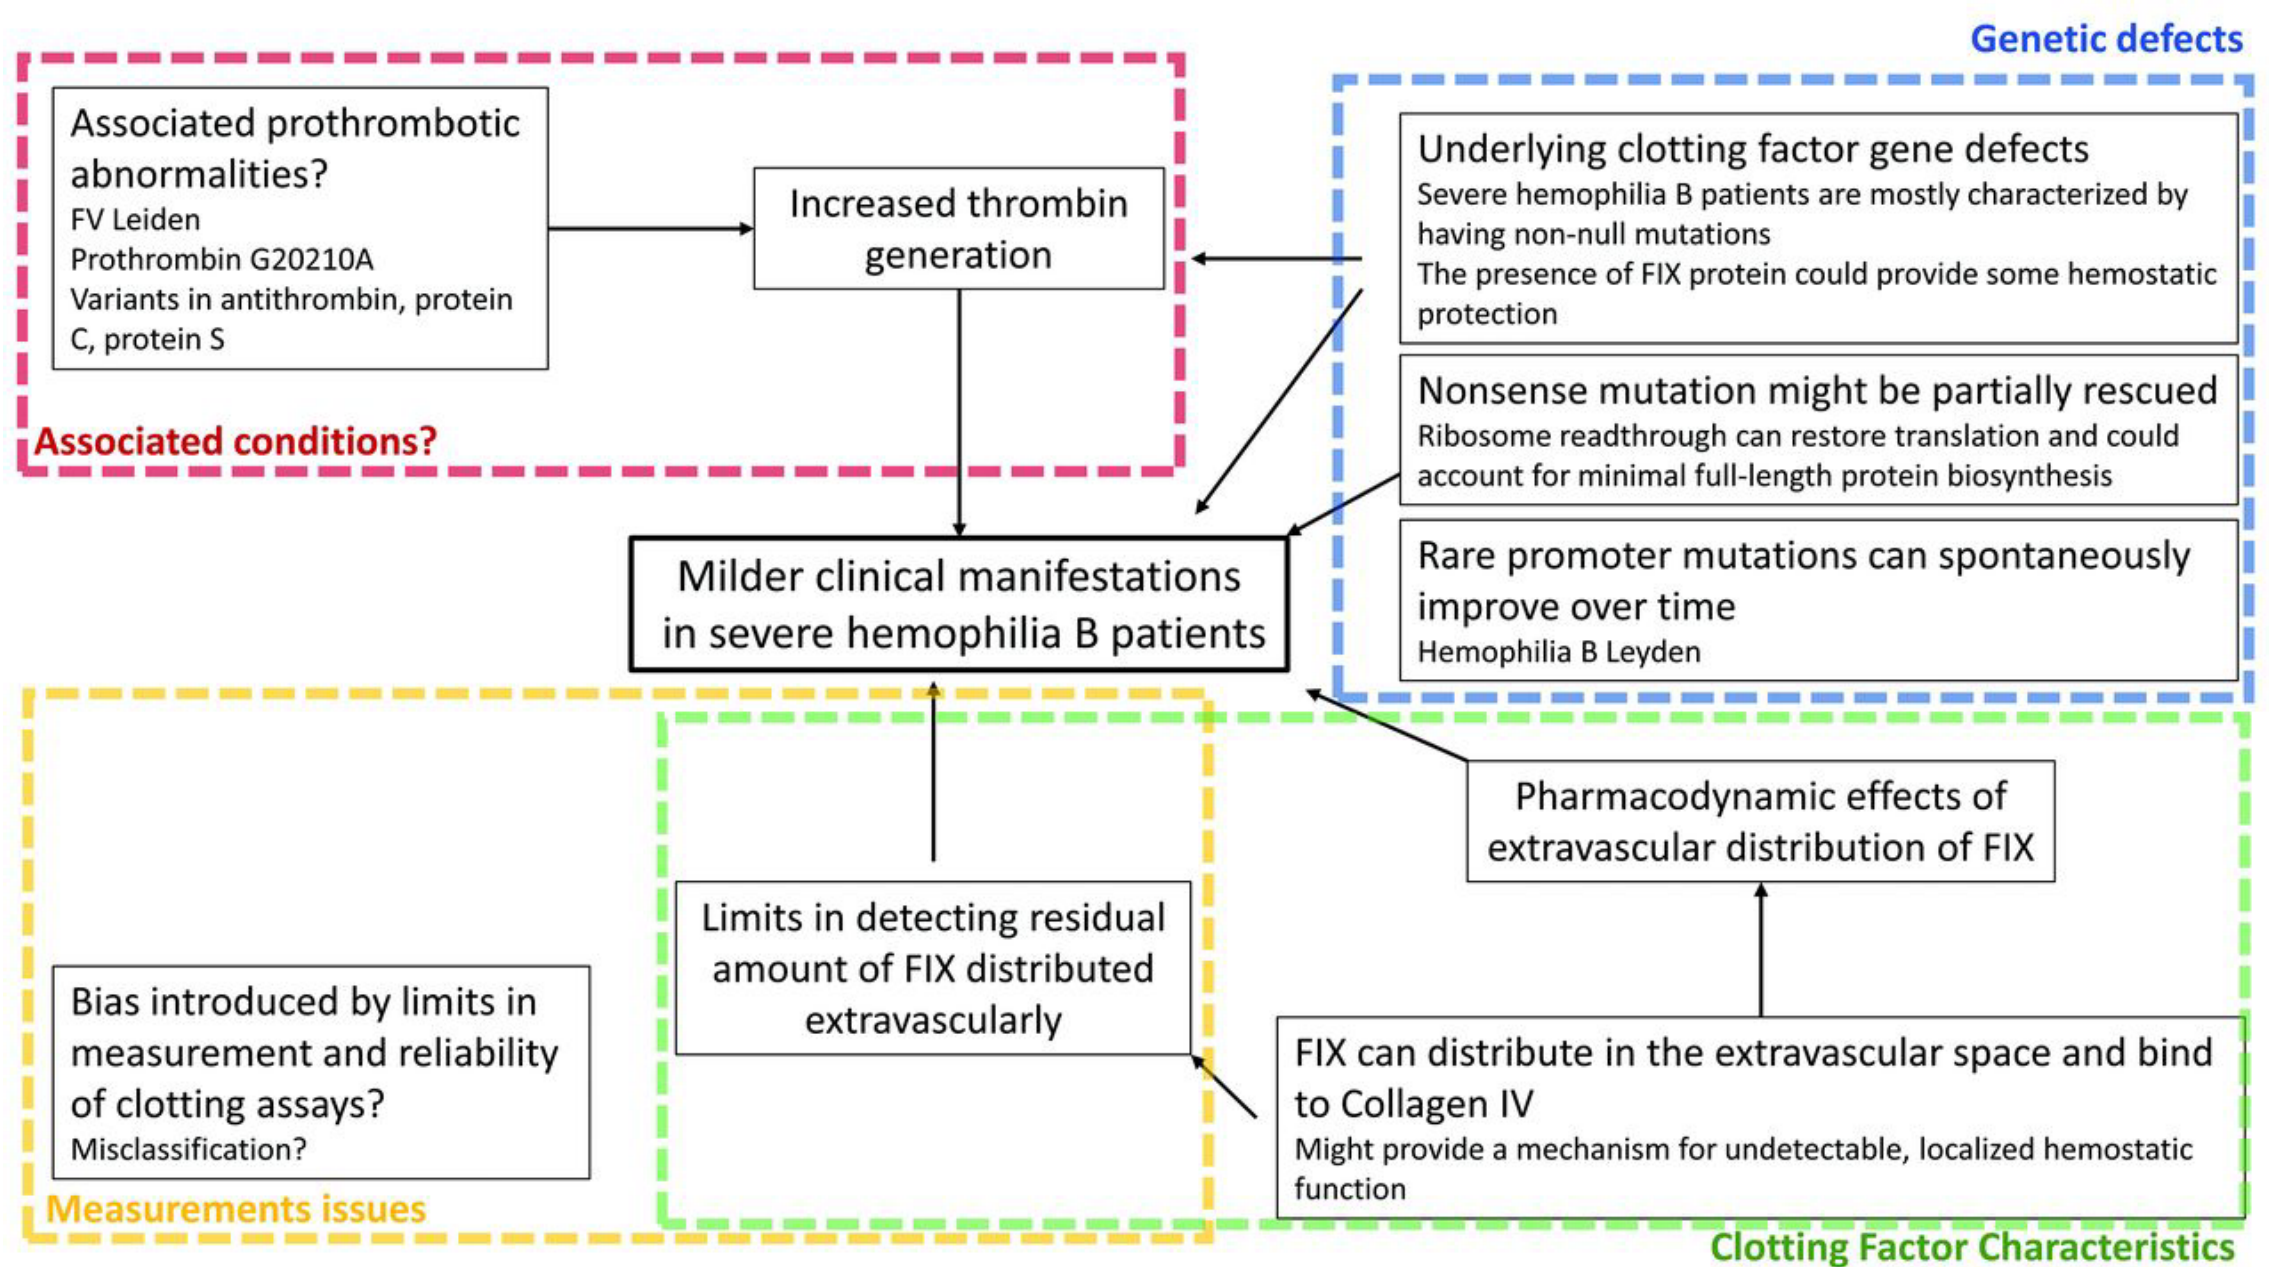 Genetic defects
Associated prothrombotic
abnormalities?
FV Leiden
Prothrombin G20210A
Variants in antithrombin, protein
C, protein S
Increased thrombin
generation
Associated conditions?
Underlying clotting factor gene defects
Severe hemophilia B patients are mostly characterized by
having non-null mutations
The presence of FIX protein could provide some hemostatic
protection
Nonsense mutation might be partially rescued
Ribosome readthrough can restore translation and could
account for minimal full-length protein biosynthesis
Rare promoter mutations can spontaneously
improve over time
Hemophilia B Leyden
Milder clinical manifestations
in severe hemophilia B patients
Pharmacodynamic effects of
extravascular distribution of FIX
Limits in detecting residual
amount of FIX distributed
extravascularly
Bias introduced by limits in
measurement and reliability
of clotting assays?
Misclassification?
Measurements issues
FIX can distribute in the extravascular space and bind
to Collagen IV
Might provide a mechanism for undetectable, localized hemostatic
function
Clotting Factor Characteristics